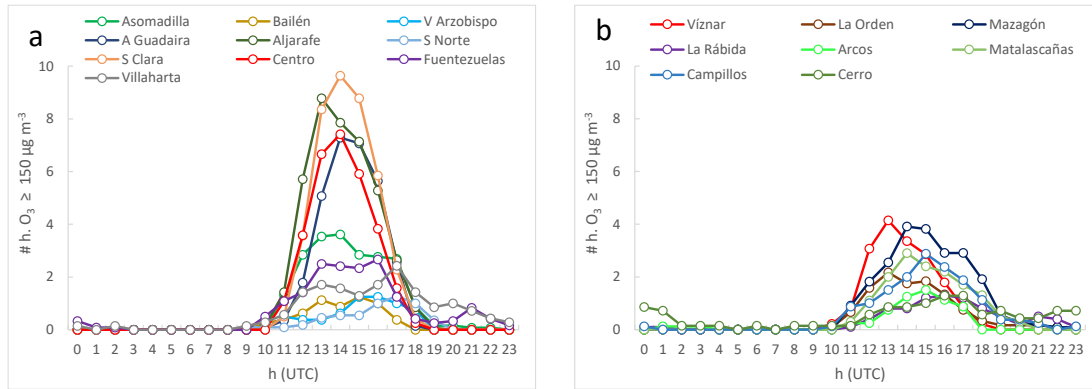 a
Asomadilla Bailén V Arzobispo
A Guadaira Aljarafe S Norte
S Clara Centro Fuentezuelas
Villaharta
# h. O₃ ≥ 150 µg m⁻³
10
8
6
4
2
0
0 1 2 3 4 5 6 7 8 9 10 11 12 13 14 15 16 17 18 19 20 21 22 23
h (UTC)
b
Víznar La Orden Mazagón
La Rábida Arcos Matalascañas
Campillos Cerro
# h. O₃ ≥ 150 µg m⁻³
10
8
6
4
2
0
0 1 2 3 4 5 6 7 8 9 10 11 12 13 14 15 16 17 18 19 20 21 22 23
h (UTC)